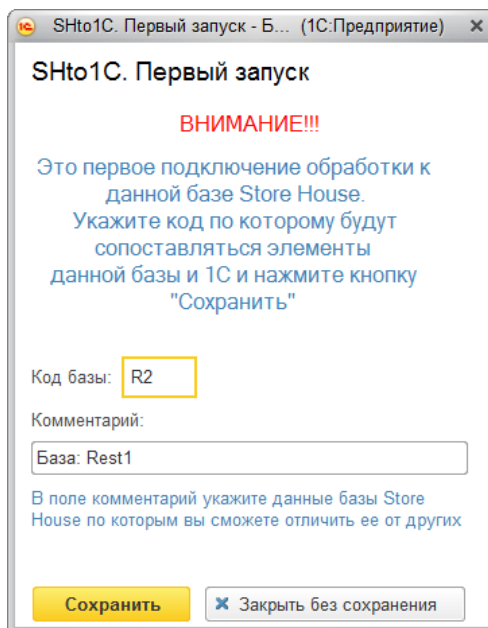 SHto1C. Первый запуск - Б... (1С:Предприятие)
SHto1C. Первый запуск
ВНИМАНИЕ!!!
Это первое подключение обработки к
данной базе Store House.
Укажите код по которому будут
сопоставляться элементы
данной базы и 1С и нажмите кнопку
"Сохранить"
Код базы: R2
Комментарий:
База: Rest1
В поле комментарий укажите данные базы Store
House по которым вы сможете отличить ее от других
Сохранить Закрыть без сохранения